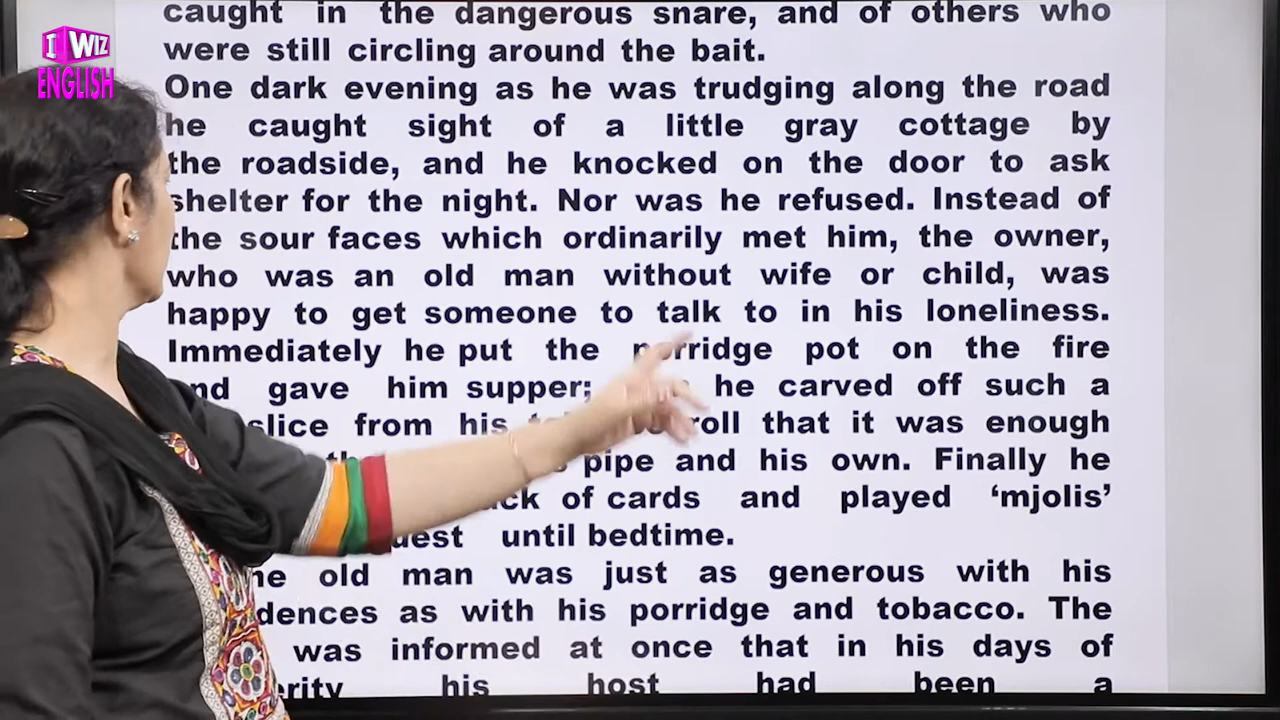 I WIZ
ENGLISH
caught in the dangerous snare, and of others who
were still circling around the bait.
One dark evening as he was trudging along the road
he caught sight of a little gray cottage by
the roadside, and he knocked on the door to ask
shelter for the night. Nor was he refused. Instead of
the sour faces which ordinarily met him, the owner,
who was an old man without wife or child, was
happy to get someone to talk to in his loneliness.
Immediately he put the porridge pot on the fire
and gave him supper; he carved off such a
slice from his roll that it was enough
pipe and his own. Finally he
of cards and played ‘mjolis’
until bedtime.
old man was just as generous with his
as with his porridge and tobacco. The
was informed at once that in his days of
his host had been a